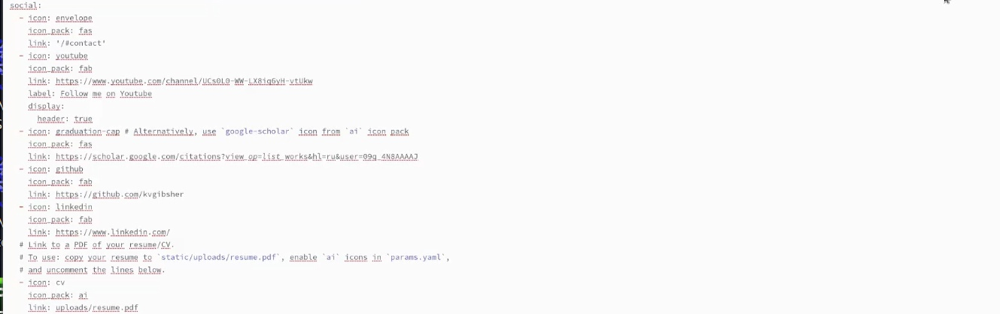 social:
  - icon: envelope
    icon_pack: fas
    link: '/#contact'
  - icon: youtube
    icon_pack: fab
    link: https://www.youtube.com/channel/UCs0L0-WW-LX8iq6yH-vtUkw
    label: Follow me on Youtube
    display:
      header: true
  - icon: graduation-cap # Alternatively, use `google-scholar` icon from `ai` icon pack
    icon_pack: fas
    link: https://scholar.google.com/citations?view_op=list_works&hl=ru&user=09q_4N8AAAAJ
  - icon: github
    icon_pack: fab
    link: https://github.com/kvgibsher
  - icon: linkedin
    icon_pack: fab
    link: https://www.linkedin.com/
  # Link to a PDF of your resume/CV.
  # To use: copy your resume to `static/uploads/resume.pdf`, enable `ai` icons in `params.yaml`,
  # and uncomment the lines below.
  - icon: cv
    icon_pack: ai
    link: uploads/resume.pdf